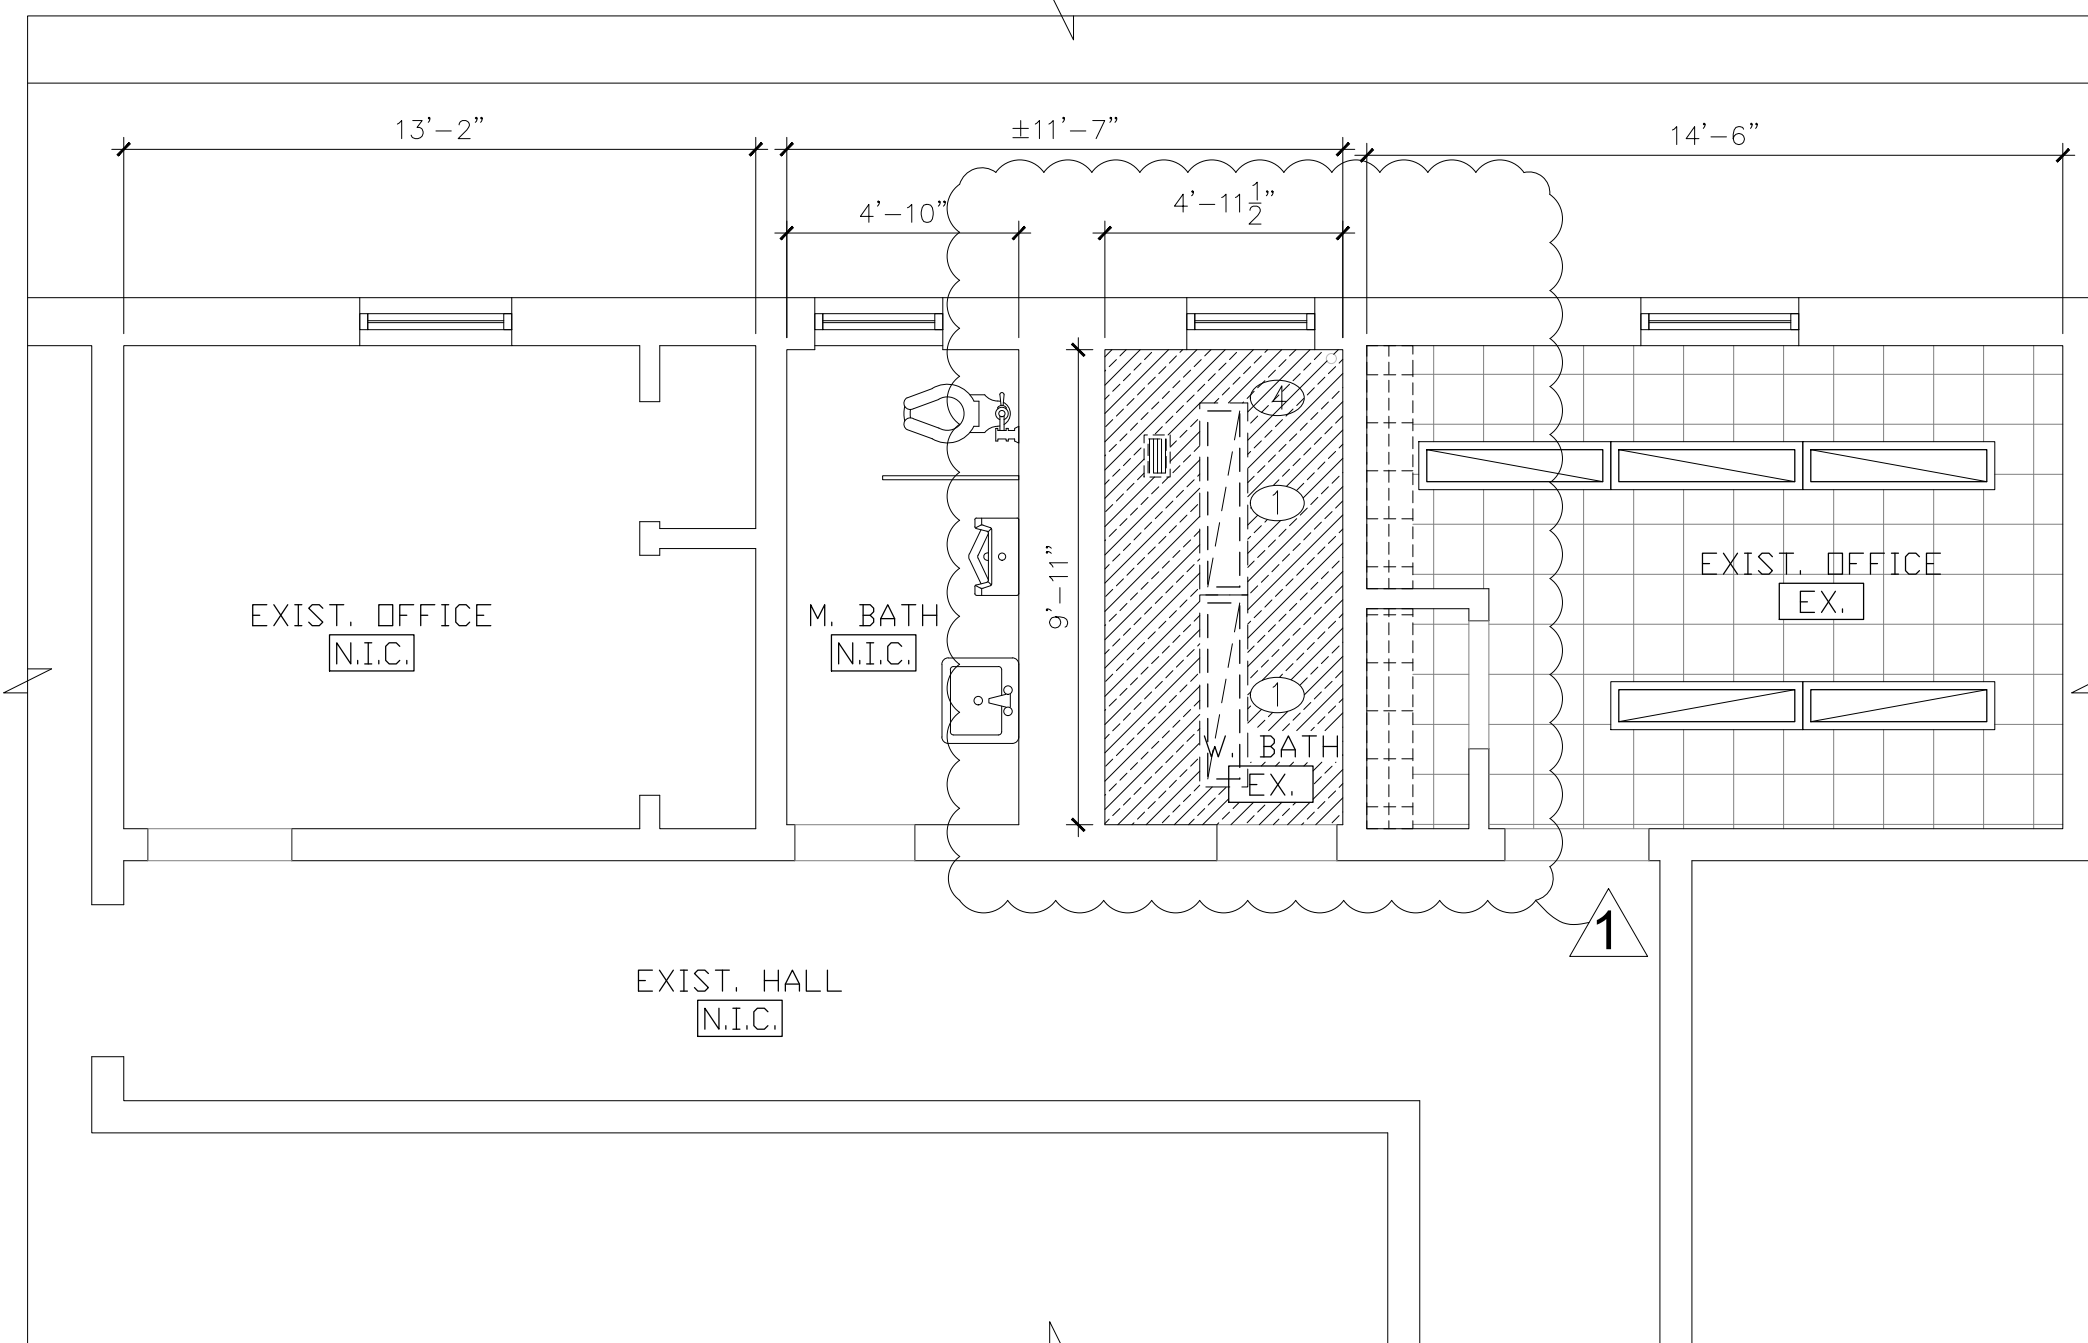 13'-2"
±11'-7"
14'-6"
4'-10"
4'-11 1/2"
4
1
9'-11"
EXIST. OFFICE
EX.
EXIST. OFFICE
N.I.C.
M. BATH
N.I.C.
1
W. BATH
EX.
1
EXIST. HALL
N.I.C.